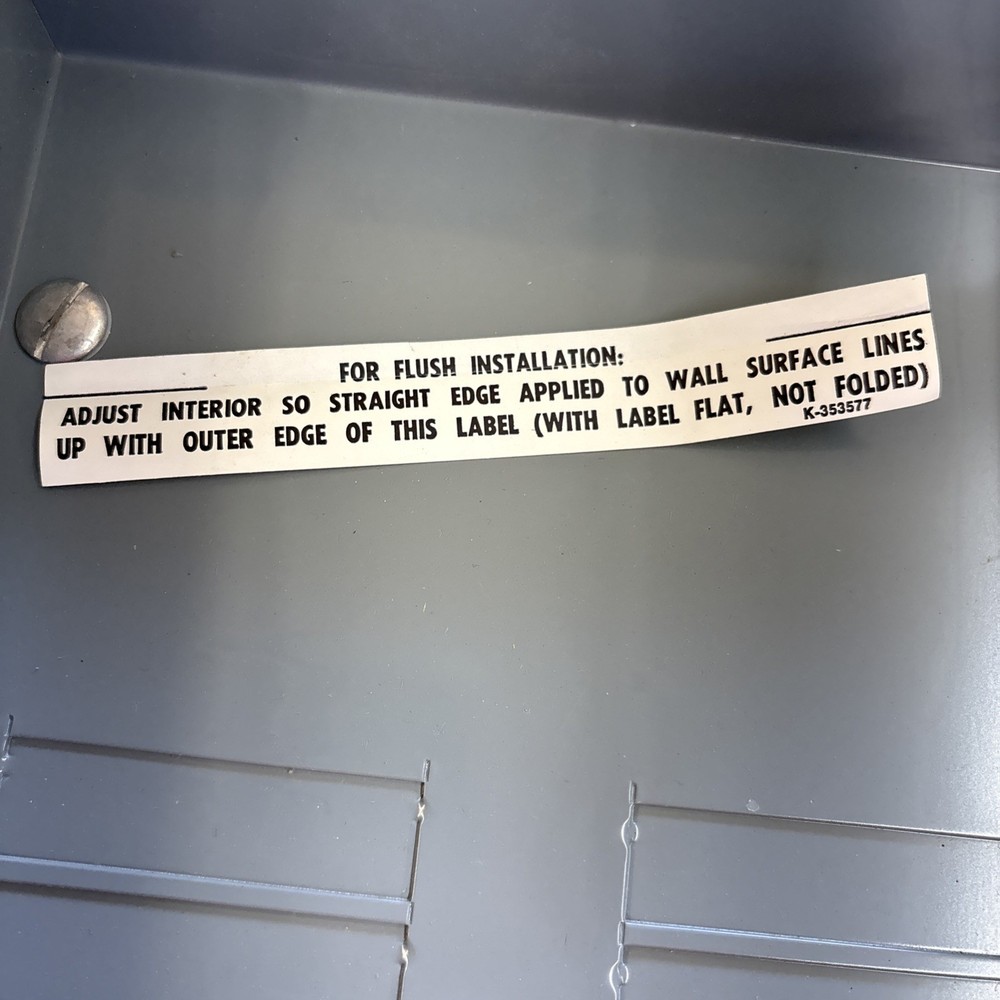 FOR FLUSH INSTALLATION:
ADJUST INTERIOR SO STRAIGHT EDGE APPLIED TO WALL SURFACE LINES
UP WITH OUTER EDGE OF THIS LABEL (WITH LABEL FLAT, NOT FOLDED)
K-353577